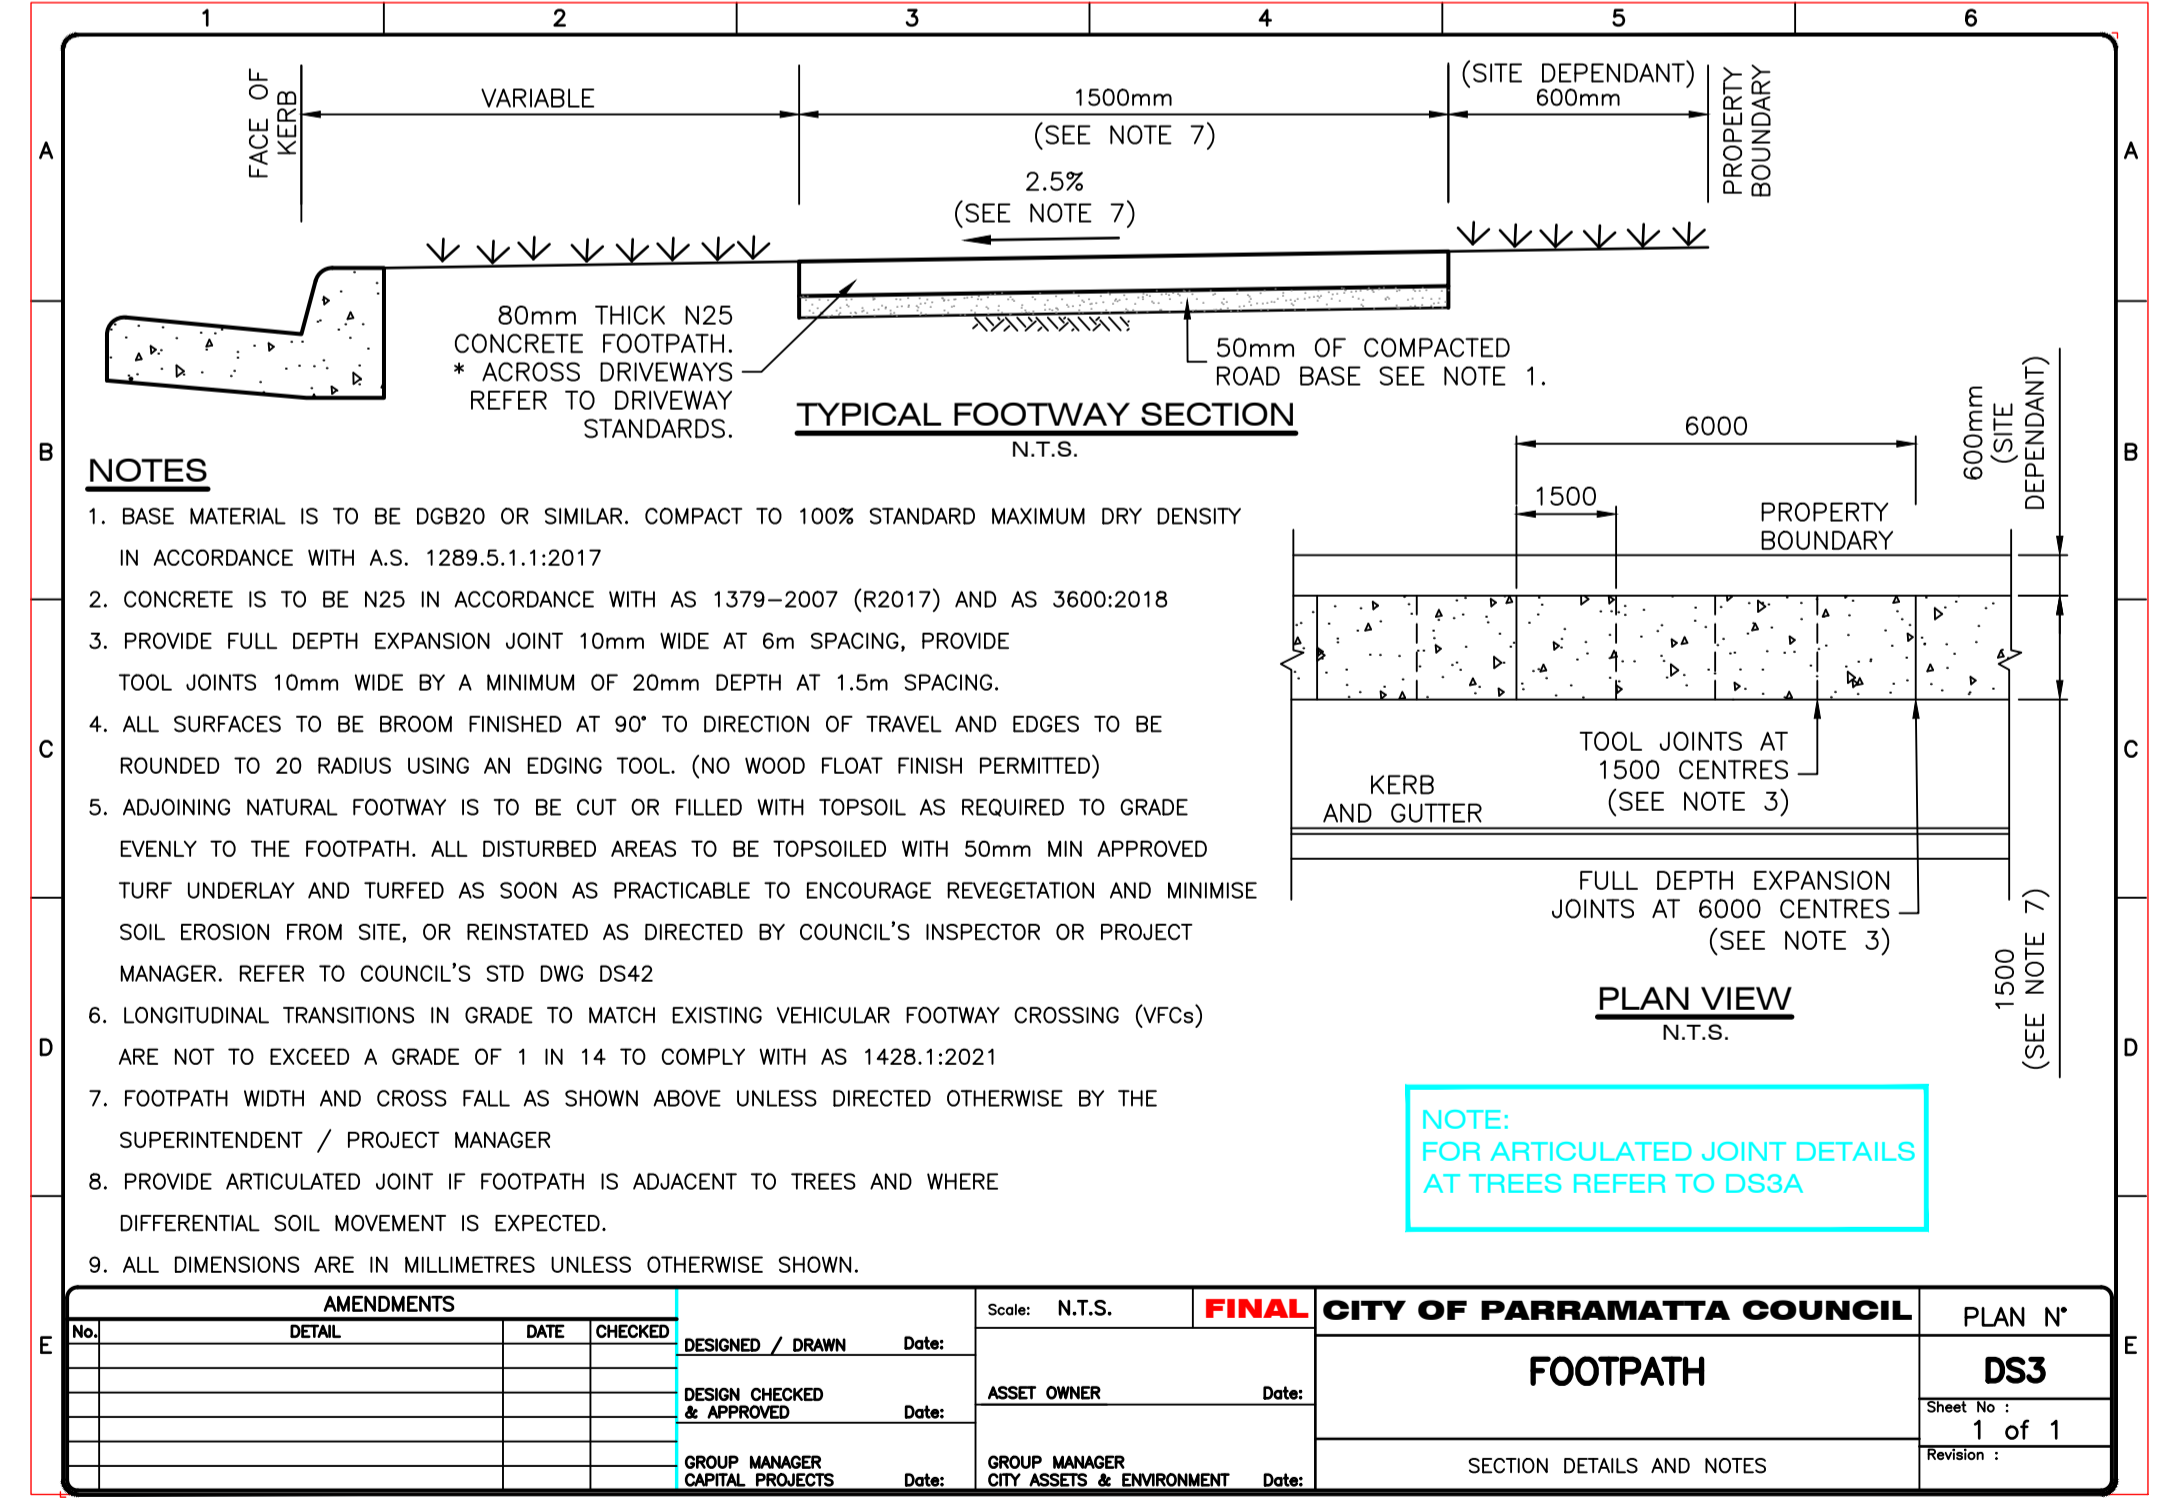 1 2 3 4 5 6
A A
B B
C C
D D
E E
FACE OF
KERB
VARIABLE
1500mm
(SEE NOTE 7)
(SITE DEPENDANT)
600mm
PROPERTY
BOUNDARY
2.5%
(SEE NOTE 7)
80mm THICK N25
CONCRETE FOOTPATH.
* ACROSS DRIVEWAYS
REFER TO DRIVEWAY
STANDARDS.
50mm OF COMPACTED
ROAD BASE SEE NOTE 1.
TYPICAL FOOTWAY SECTION
N.T.S.
NOTES
1. BASE MATERIAL IS TO BE DGB20 OR SIMILAR. COMPACT TO 100% STANDARD MAXIMUM DRY DENSITY
IN ACCORDANCE WITH A.S. 1289.5.1.1:2017
2. CONCRETE IS TO BE N25 IN ACCORDANCE WITH AS 1379-2007 (R2017) AND AS 3600:2018
3. PROVIDE FULL DEPTH EXPANSION JOINT 10mm WIDE AT 6m SPACING, PROVIDE
TOOL JOINTS 10mm WIDE BY A MINIMUM OF 20mm DEPTH AT 1.5m SPACING.
4. ALL SURFACES TO BE BROOM FINISHED AT 90° TO DIRECTION OF TRAVEL AND EDGES TO BE
ROUNDED TO 20 RADIUS USING AN EDGING TOOL. (NO WOOD FLOAT FINISH PERMITTED)
5. ADJOINING NATURAL FOOTWAY IS TO BE CUT OR FILLED WITH TOPSOIL AS REQUIRED TO GRADE
EVENLY TO THE FOOTPATH. ALL DISTURBED AREAS TO BE TOPSOILED WITH 50mm MIN APPROVED
TURF UNDERLAY AND TURFED AS SOON AS PRACTICABLE TO ENCOURAGE REVEGETATION AND MINIMISE
SOIL EROSION FROM SITE, OR REINSTATED AS DIRECTED BY COUNCIL'S INSPECTOR OR PROJECT
MANAGER. REFER TO COUNCIL'S STD DWG DS42
6. LONGITUDINAL TRANSITIONS IN GRADE TO MATCH EXISTING VEHICULAR FOOTWAY CROSSING (VFCs)
ARE NOT TO EXCEED A GRADE OF 1 IN 14 TO COMPLY WITH AS 1428.1:2021
7. FOOTPATH WIDTH AND CROSS FALL AS SHOWN ABOVE UNLESS DIRECTED OTHERWISE BY THE
SUPERINTENDENT / PROJECT MANAGER
8. PROVIDE ARTICULATED JOINT IF FOOTPATH IS ADJACENT TO TREES AND WHERE
DIFFERENTIAL SOIL MOVEMENT IS EXPECTED.
9. ALL DIMENSIONS ARE IN MILLIMETRES UNLESS OTHERWISE SHOWN.
6000
1500
PROPERTY
BOUNDARY
600mm
(SITE
DEPENDANT)
TOOL JOINTS AT
1500 CENTRES
(SEE NOTE 3)
KERB
AND GUTTER
FULL DEPTH EXPANSION
JOINTS AT 6000 CENTRES
(SEE NOTE 3)
1500
(SEE NOTE 7)
PLAN VIEW
N.T.S.
NOTE:
FOR ARTICULATED JOINT DETAILS
AT TREES REFER TO DS3A
AMENDMENTS
No. DETAIL DATE CHECKED
DESIGNED / DRAWN Date:
DESIGN CHECKED
& APPROVED Date:
GROUP MANAGER
CAPITAL PROJECTS Date:
Scale: N.T.S.
FINAL
ASSET OWNER Date:
GROUP MANAGER
CITY ASSETS & ENVIRONMENT Date:
CITY OF PARRAMATTA COUNCIL
FOOTPATH
SECTION DETAILS AND NOTES
PLAN N°
DS3
Sheet No :
1 of 1
Revision :